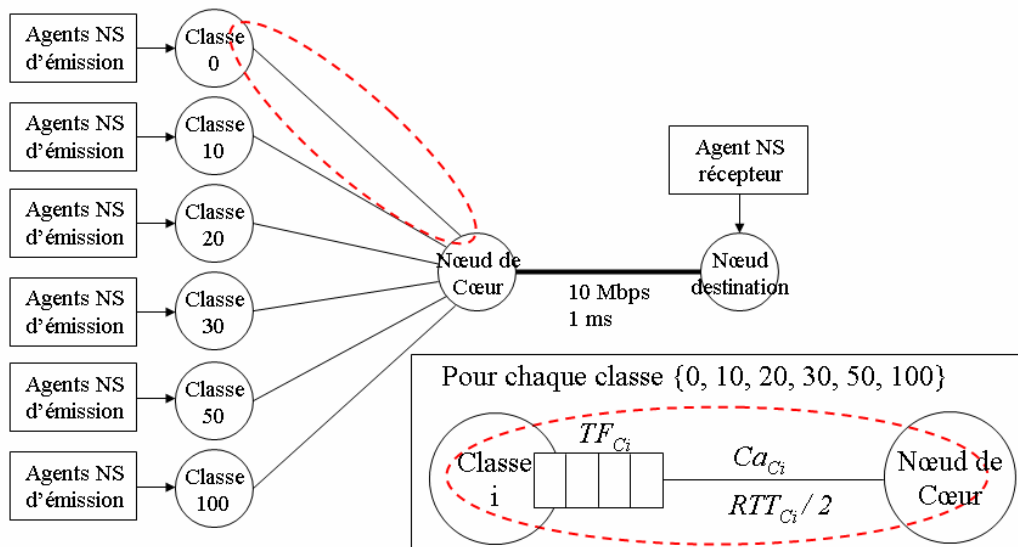 Agents NS
d'émission
Classe
0
Agents NS
d'émission
Classe
10
Agents NS
d'émission
Classe
20
Agents NS
d'émission
Classe
30
Agents NS
d'émission
Classe
50
Agents NS
d'émission
Classe
100
Nœud de
Cœur
10 Mbps
1 ms
Agent NS
récepteur
Nœud
destination
Pour chaque classe {0, 10, 20, 30, 50, 100}
Classe
i
TF_Ci
Ca_Ci
RTT_Ci / 2
Nœud de
Cœur